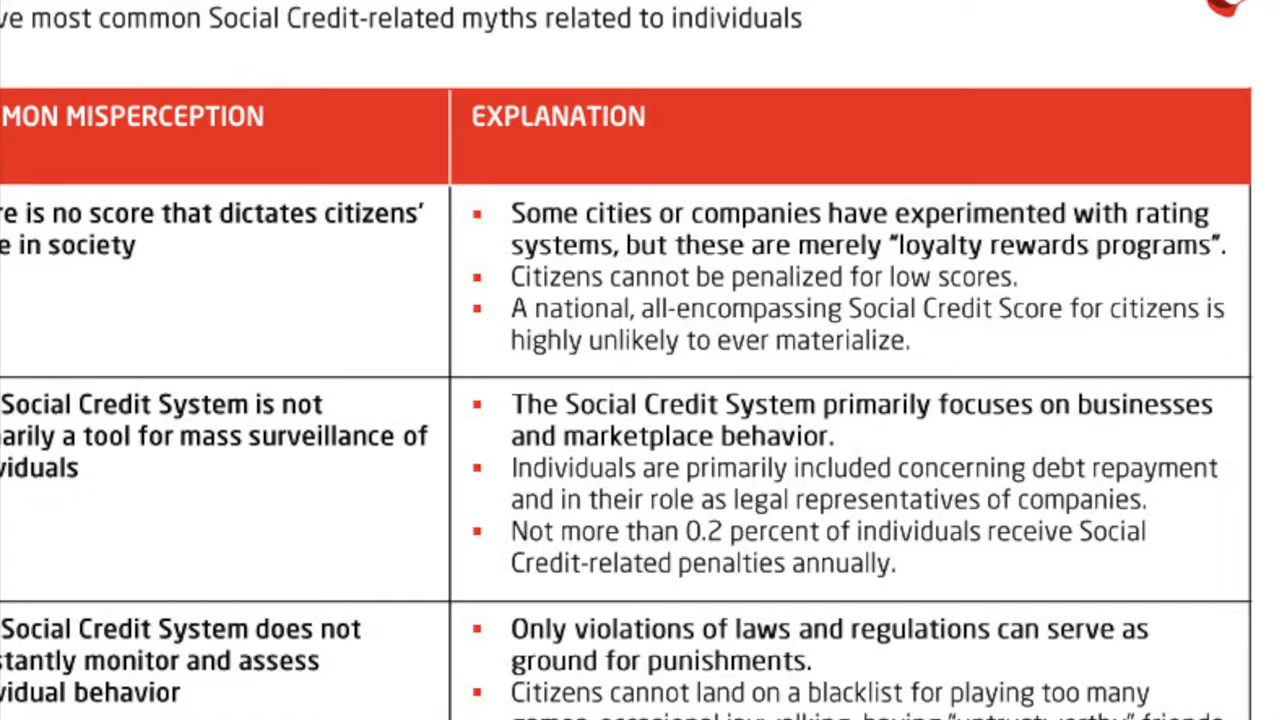 ve most common Social Credit-related myths related to individuals
MON MISPERCEPTION
EXPLANATION
re is no score that dictates citizens'
e in society
▪ Some cities or companies have experimented with rating
systems, but these are merely "loyalty rewards programs".
▪ Citizens cannot be penalized for low scores.
▪ A national, all-encompassing Social Credit Score for citizens is
highly unlikely to ever materialize.
Social Credit System is not
arily a tool for mass surveillance of
viduals
▪ The Social Credit System primarily focuses on businesses
and marketplace behavior.
▪ Individuals are primarily included concerning debt repayment
and in their role as legal representatives of companies.
▪ Not more than 0.2 percent of individuals receive Social
Credit-related penalties annually.
Social Credit System does not
stantly monitor and assess
vidual behavior
▪ Only violations of laws and regulations can serve as
ground for punishments.
▪ Citizens cannot land on a blacklist for playing too many